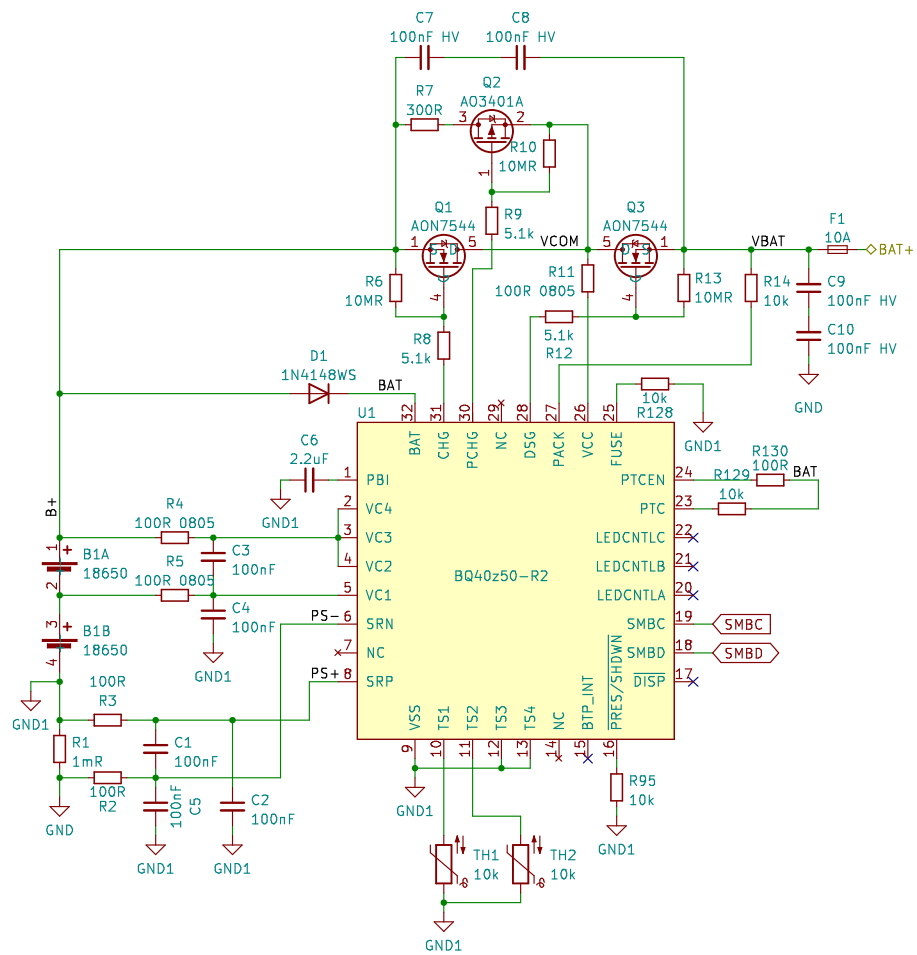 C7
100nF HV
C8
100nF HV
Q2
AO3401A
R7
300R
3
2
1
R10
10MR
Q1
AON7544
R9
5.1k
Q3
AON7544
F1
10A
1
5
VCOM
5
1
VBAT
BAT+
4
4
R6
10MR
R11
100R 0805
R13
10MR
R14
10k
C9
100nF HV
R8
5.1k
5.1k
R12
C10
100nF HV
GND
D1
1N4148WS
BAT
10k
R128
GND1
U1
32
31
30
29
28
27
26
25
BAT
CHG
PCHG
NC
DSG
PACK
VCC
FUSE
C6
2.2uF
GND1
1
PBI
2
VC4
3
VC3
4
VC2
5
VC1
6
SRN
7
NC
8
SRP
BQ40z50-R2
PTCEN
24
PTC
23
LEDCNTLC
22
LEDCNTLB
21
LEDCNTLA
20
SMBC
19
SMBD
18
DISP
17
R130
100R
BAT
R129
10k
SMBC
SMBD
B+
R4
100R 0805
C3
100nF
R5
100R 0805
C4
100nF
GND1
1
B1A
18650
2
3
B1B
18650
4
GND1
PS-
PS+
100R
R3
R1
1mR
100R
R2
GND
C1
100nF
100nF
C5
GND1
C2
100nF
GND1
VSS
TS1
TS2
TS3
TS4
NC
BTP_INT
PRES/SHDWN
9
10
11
12
13
14
15
16
GND1
R95
10k
GND1
TH1
10k
TH2
10k
GND1